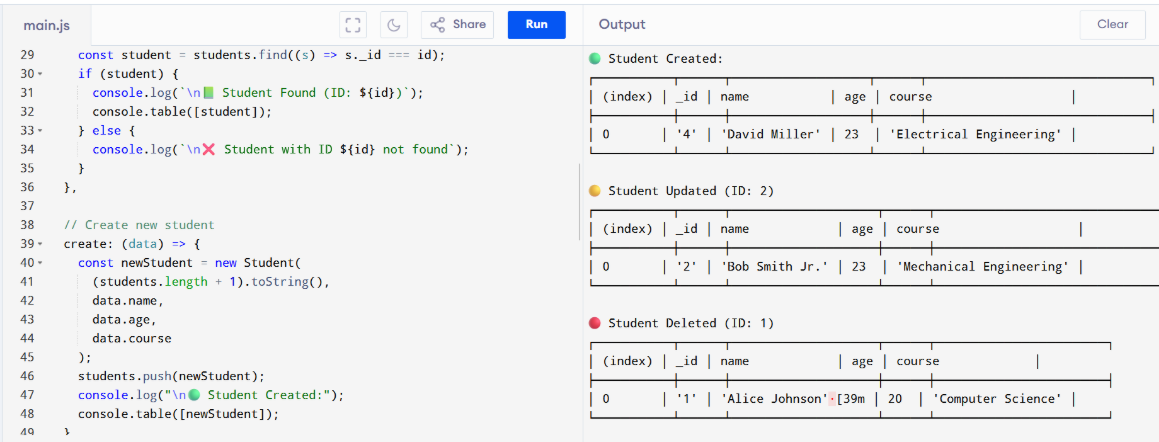 main.js
Share
Run
Output
Clear
29 const student = students.find((s) => s._id === id);
30 if (student) {
31 console.log(`\n📗 Student Found (ID: ${id})`);
32 console.table([student]);
33 } else {
34 console.log(`\n❌ Student with ID ${id} not found`);
35 }
36 },
37
38 // Create new student
39 create: (data) => {
40 const newStudent = new Student(
41 (students.length + 1).toString(),
42 data.name,
43 data.age,
44 data.course
45 );
46 students.push(newStudent);
47 console.log("\n🟢 Student Created:");
48 console.table([newStudent]);
49 }
🟢 Student Created:
(index) | _id | name | age | course |
0 | '4' | 'David Miller' | 23 | 'Electrical Engineering' |
🟡 Student Updated (ID: 2)
(index) | _id | name | age | course |
0 | '2' | 'Bob Smith Jr.' | 23 | 'Mechanical Engineering' |
🔴 Student Deleted (ID: 1)
(index) | _id | name | age | course |
0 | '1' | 'Alice Johnson'·[39m | 20 | 'Computer Science' |